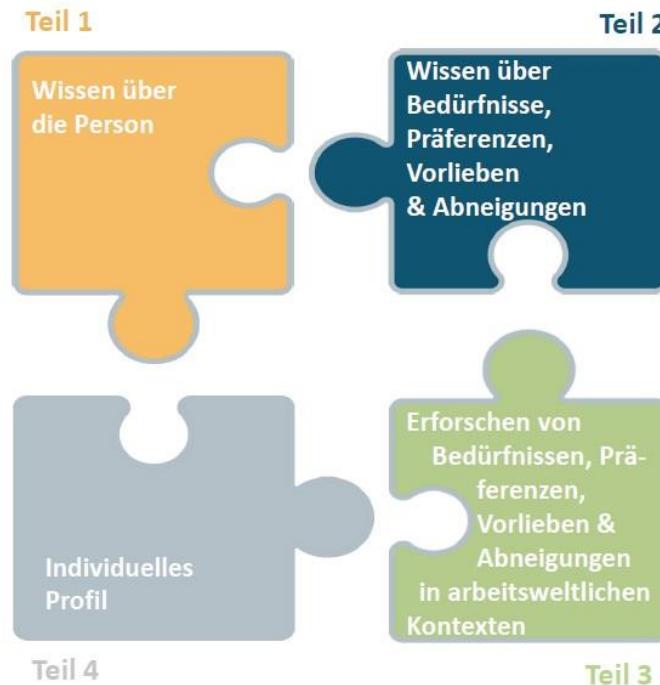 Teil 1
Teil 2
Wissen über
die Person
Wissen über
Bedürfnisse,
Präferenzen,
Vorlieben
& Abneigungen
Individuelles
Profil
Erforschen von
Bedürfnissen, Prä-
ferenzen,
Vorlieben &
Abneigungen
in arbeitsweltlichen
Kontexten
Teil 4
Teil 3